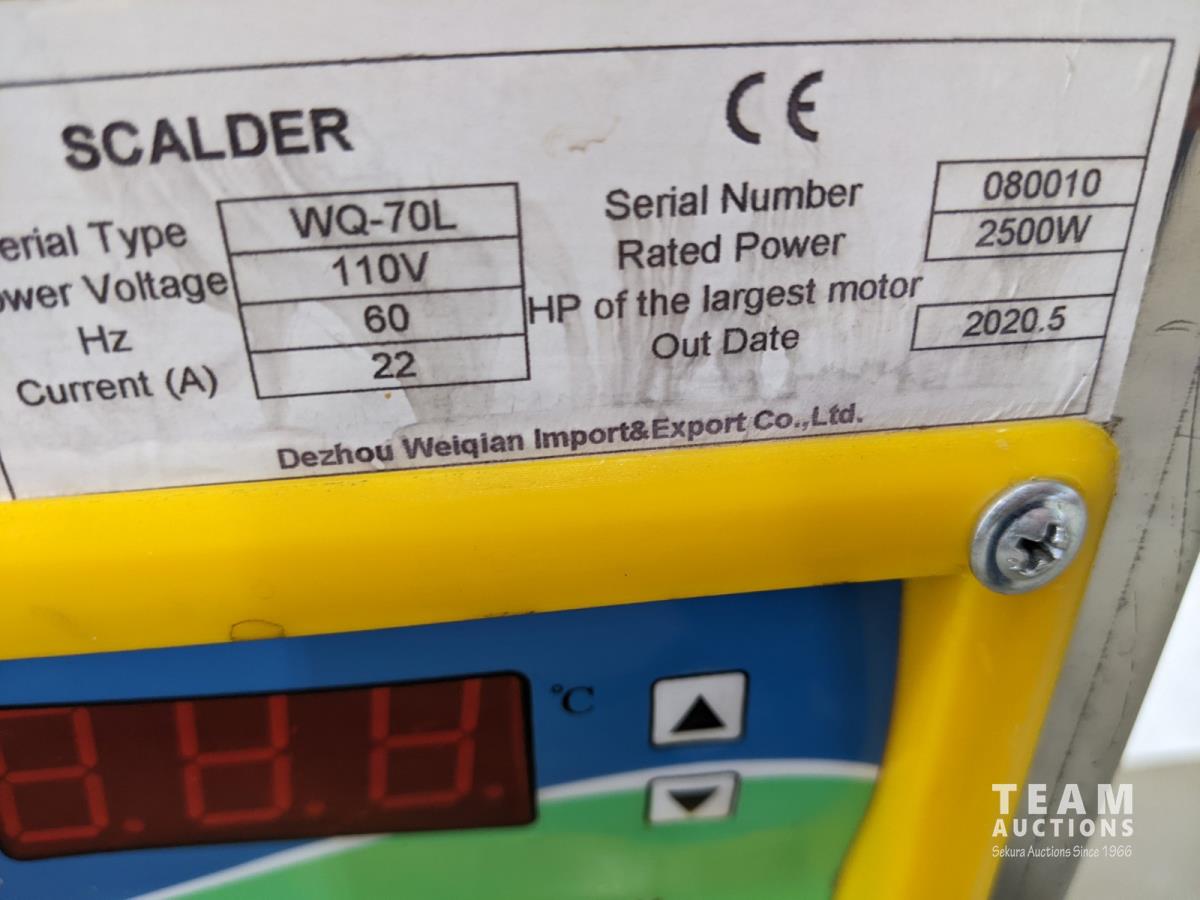 SCALDER CE
erial Type WQ-70L Serial Number 080010
ower Voltage 110V Rated Power 2500W
Hz 60 HP of the largest motor
Current (A) 22 Out Date 2020.5
Dezhou Weiqian Import&Export Co.,Ltd.
°C
TEAM
AUCTIONS
Sekura Auctions Since 1966